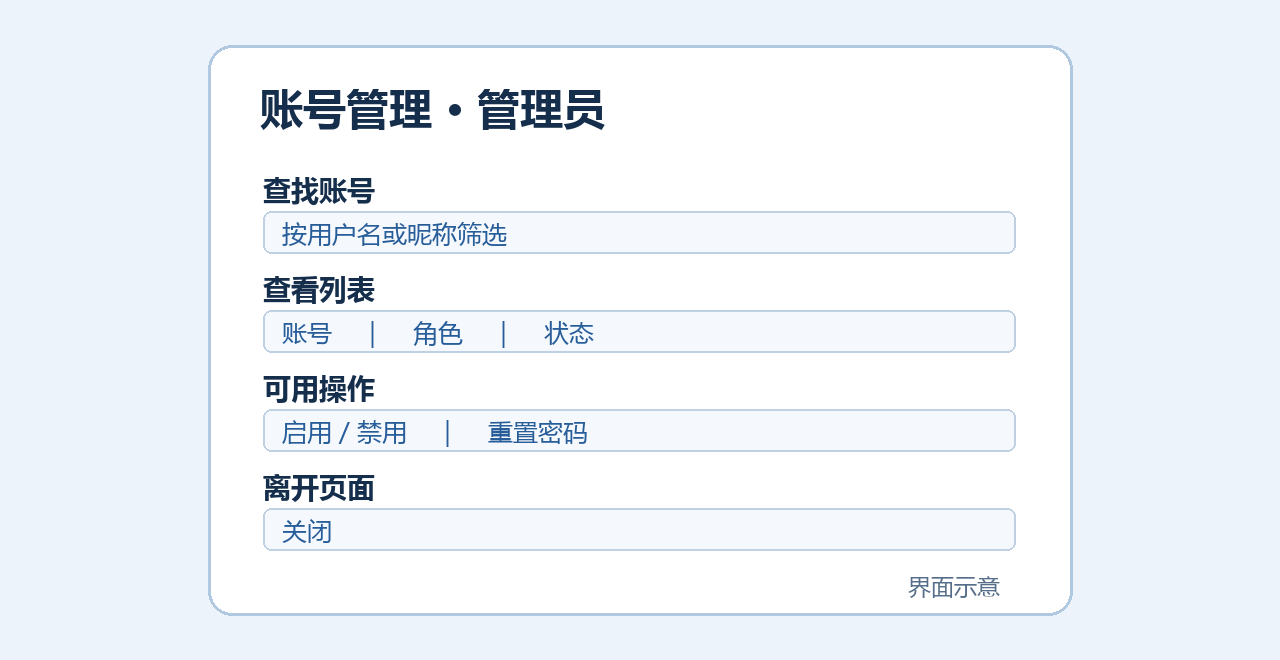 账号管理・管理员
查找账号
按用户名或昵称筛选
查看列表
账号 | 角色 | 状态
可用操作
启用 / 禁用 | 重置密码
离开页面
关闭
界面示意